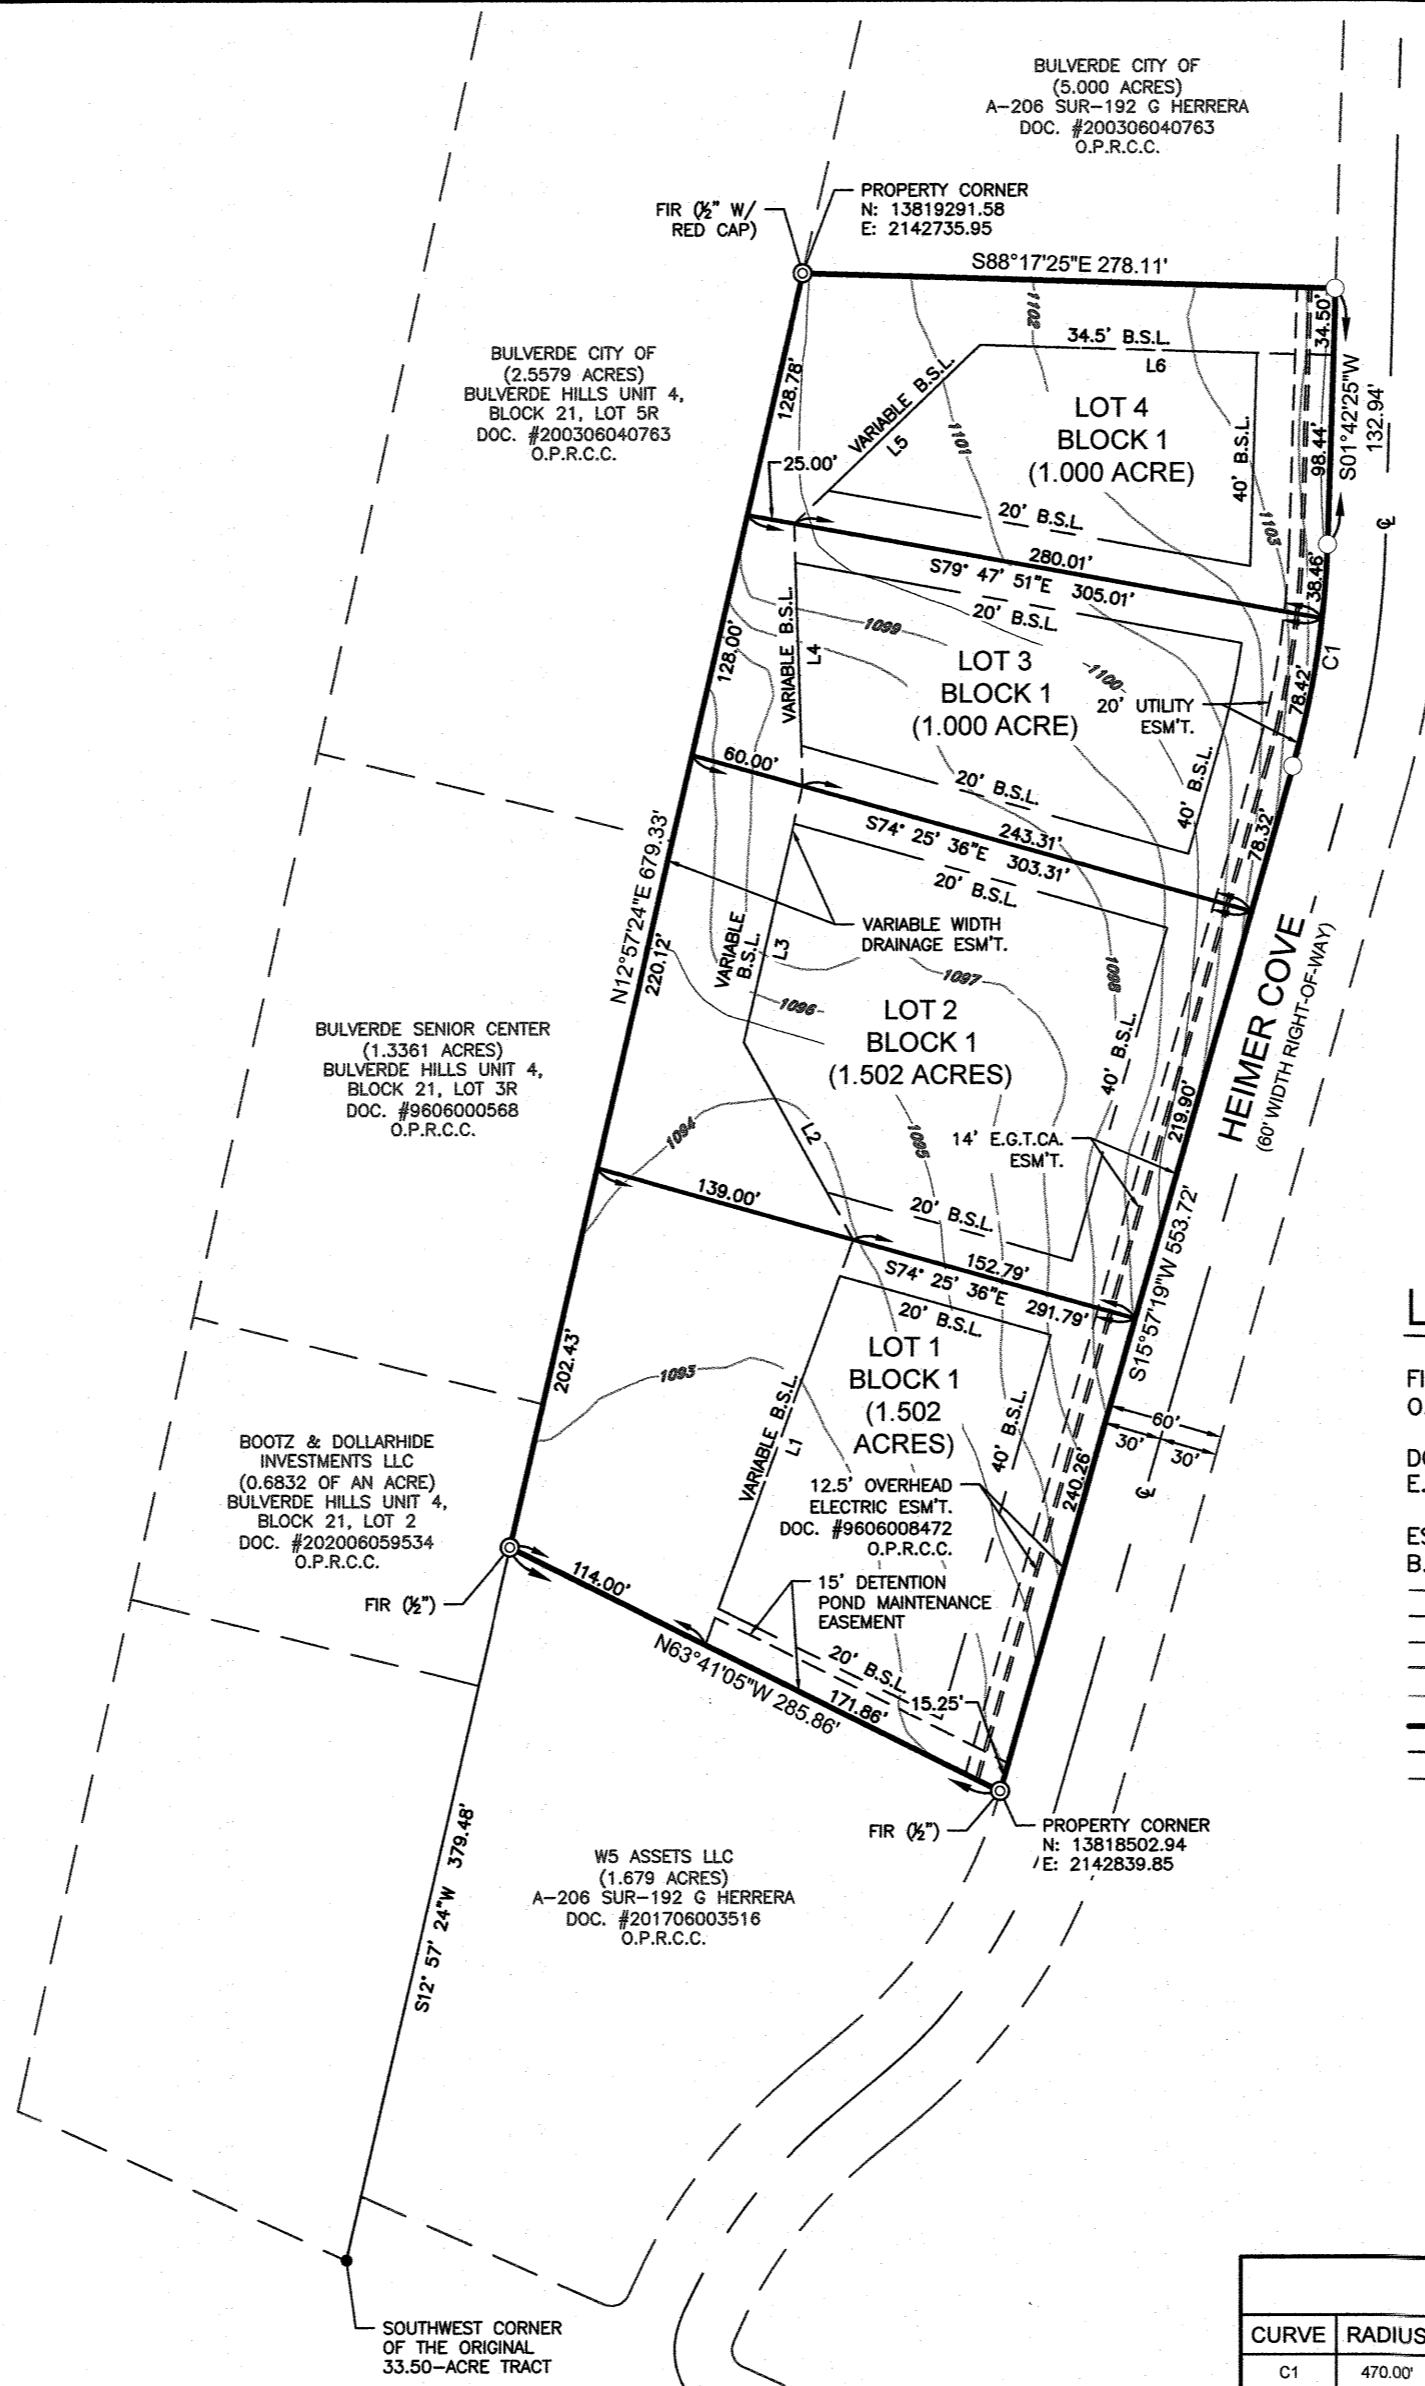 BULVERDE CITY OF
(5.000 ACRES)
A-206 SUR-192 G HERRERA
DOC. #200306040763
O.P.R.C.C.
PROPERTY CORNER
N: 13819291.58
E: 2142735.95
FIR (½" W/
RED CAP)
S88°17'25"E 278.11'
BULVERDE CITY OF
(2.5579 ACRES)
BULVERDE HILLS UNIT 4,
BLOCK 21, LOT 5R
DOC. #200306040763
O.P.R.C.C.
128.78'
1102
34.50'
34.5' B.S.L.
L6
S01°42'25"W
132.94'
VARIABLE B.S.L.
L5
1101
LOT 4
BLOCK 1
(1.000 ACRE)
40' B.S.L.
98.44'
25.00'
1103
20' B.S.L.
280.01'
S79° 47' 51"E 305.01'
20' B.S.L.
38.46'
C1
128.00'
VARIABLE B.S.L.
L4
1099
LOT 3
BLOCK 1
(1.000 ACRE)
1100
20' UTILITY
ESM'T.
78.42'
60.00'
20' B.S.L.
40' B.S.L.
243.31'
S74° 25' 36"E 303.31'
20' B.S.L.
78.32'
N12°57'24"E 679.33'
220.12'
VARIABLE
B.S.L.
L3
VARIABLE WIDTH
DRAINAGE ESM'T.
1097
1098
1096
LOT 2
BLOCK 1
(1.502 ACRES)
40' B.S.L.
HEIMER COVE
(60' WIDTH RIGHT-OF-WAY)
BULVERDE SENIOR CENTER
(1.3361 ACRES)
BULVERDE HILLS UNIT 4,
BLOCK 21, LOT 3R
DOC. #9606000568
O.P.R.C.C.
1094
L2
1095
14' E.G.T.CA.
ESM'T.
219.90'
139.00'
20' B.S.L.
152.79'
S74° 25' 36"E 291.79'
20' B.S.L.
S15°57'19"W 553.72'
202.43'
1093
LOT 1
BLOCK 1
(1.502
ACRES)
VARIABLE B.S.L.
L1
40' B.S.L.
60'
30'
30'
240.26'
BOOTZ & DOLLARHIDE
INVESTMENTS LLC
(0.6832 OF AN ACRE)
BULVERDE HILLS UNIT 4,
BLOCK 21, LOT 2
DOC. #202006059534
O.P.R.C.C.
12.5' OVERHEAD
ELECTRIC ESM'T.
DOC. #9606008472
O.P.R.C.C.
FIR (½")
114.00'
15' DETENTION
POND MAINTENANCE
EASEMENT
20' B.S.L.
N63°41'05"W 285.86'
171.86'
15.25'
FIR (½")
PROPERTY CORNER
N: 13818502.94
E: 2142839.85
W5 ASSETS LLC
(1.679 ACRES)
A-206 SUR-192 G HERRERA
DOC. #201706003516
O.P.R.C.C.
S12° 57' 24"W 379.48'
SOUTHWEST CORNER
OF THE ORIGINAL
33.50-ACRE TRACT
CURVE RADIUS
C1 470.00'